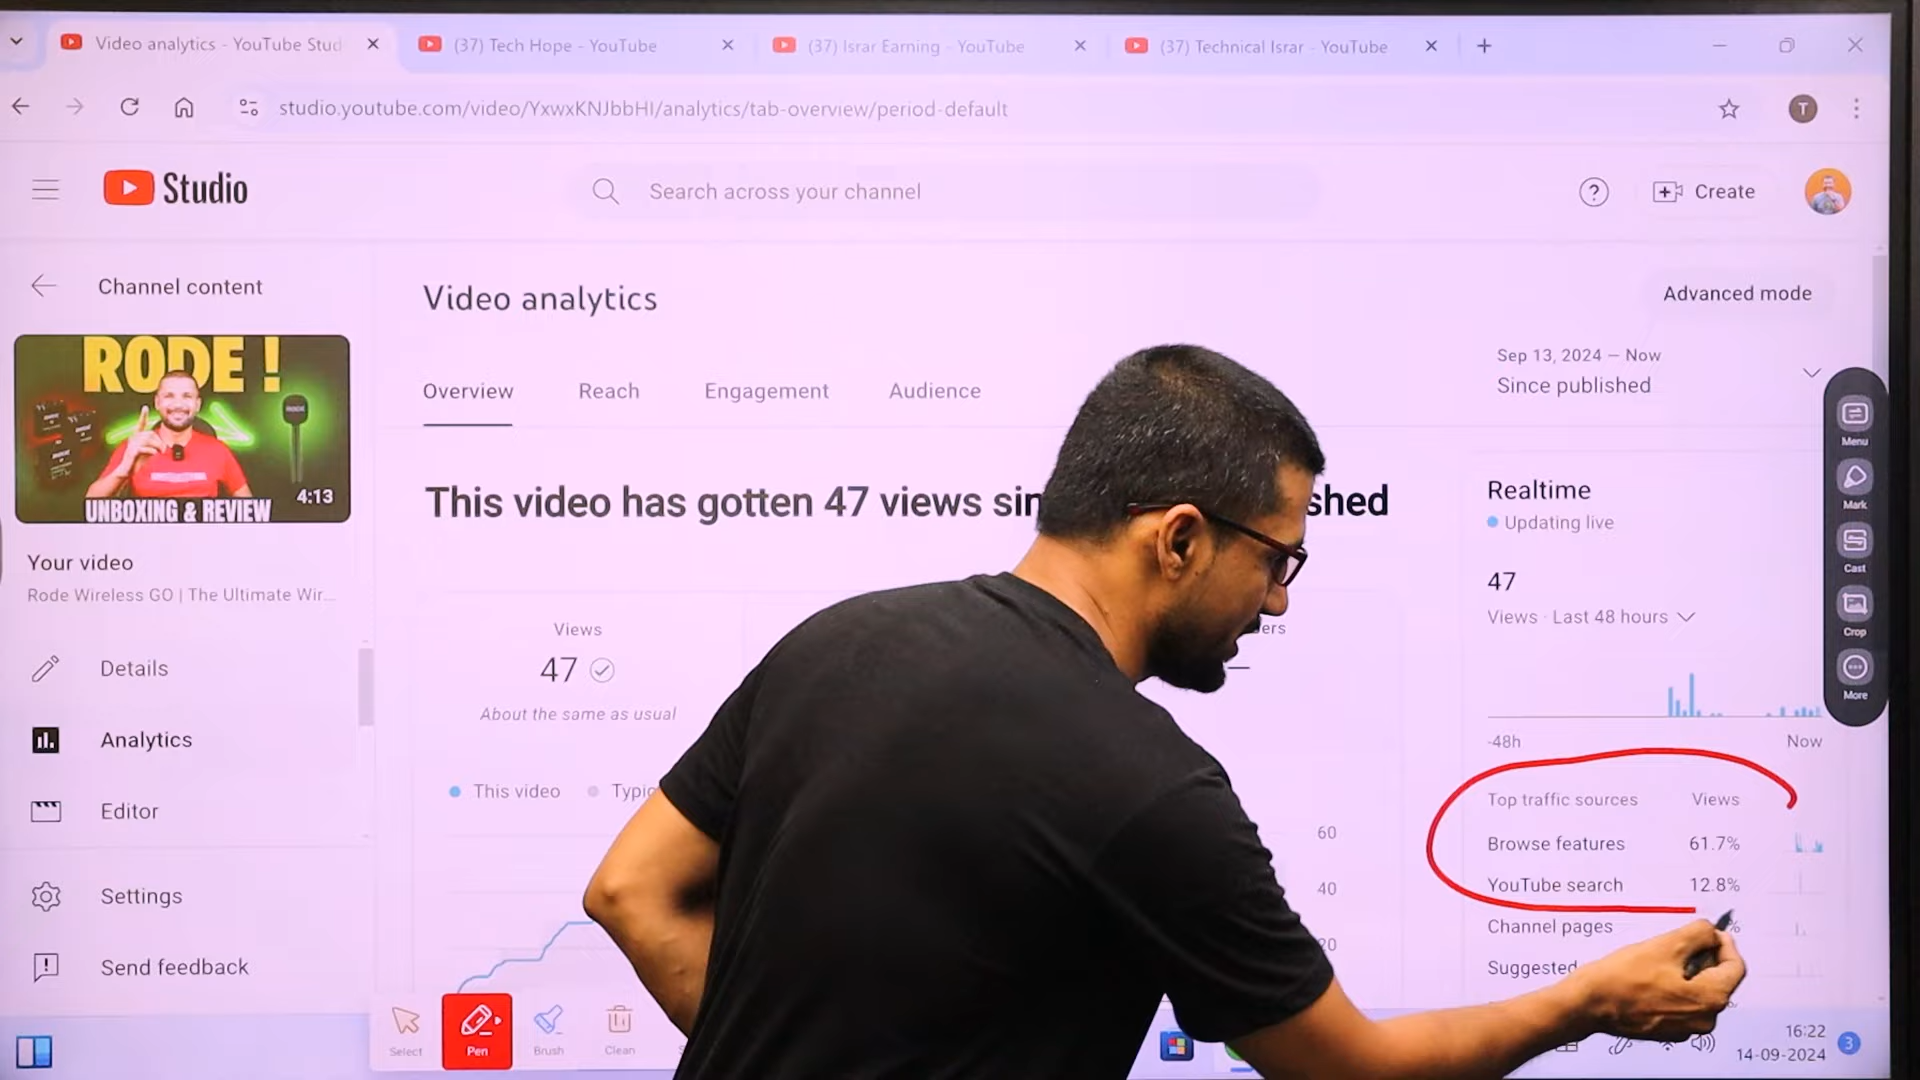 Video analytics - YouTube Stud
(37) Tech Hope - YouTube
(37) Israr Earning - YouTube
(37) Technical Israr - YouTube
studio.youtube.com/video/YxwxKNJbbHI/analytics/tab-overview/period-default
T
Studio
Search across your channel
Create
Channel content
RODE !
UNBOXING & REVIEW
4:13
Your video
Rode Wireless GO | The Ultimate Wir...
Details
Analytics
Editor
Settings
Send feedback
Video analytics
Advanced mode
Overview
Reach
Engagement
Audience
Sep 13, 2024 – Now
Since published
This video has gotten 47 views sin shed
Views
47
About the same as usual
ers
This video
Typic
60
40
20
Realtime
Updating live
47
Views · Last 48 hours
-48h
Now
Top traffic sources Views
Browse features 61.7%
YouTube search 12.8%
Channel pages %
Suggested
Menu
Mark
Cast
Crop
More
Select
Pen
Brush
Clean
16:22
14-09-2024
3